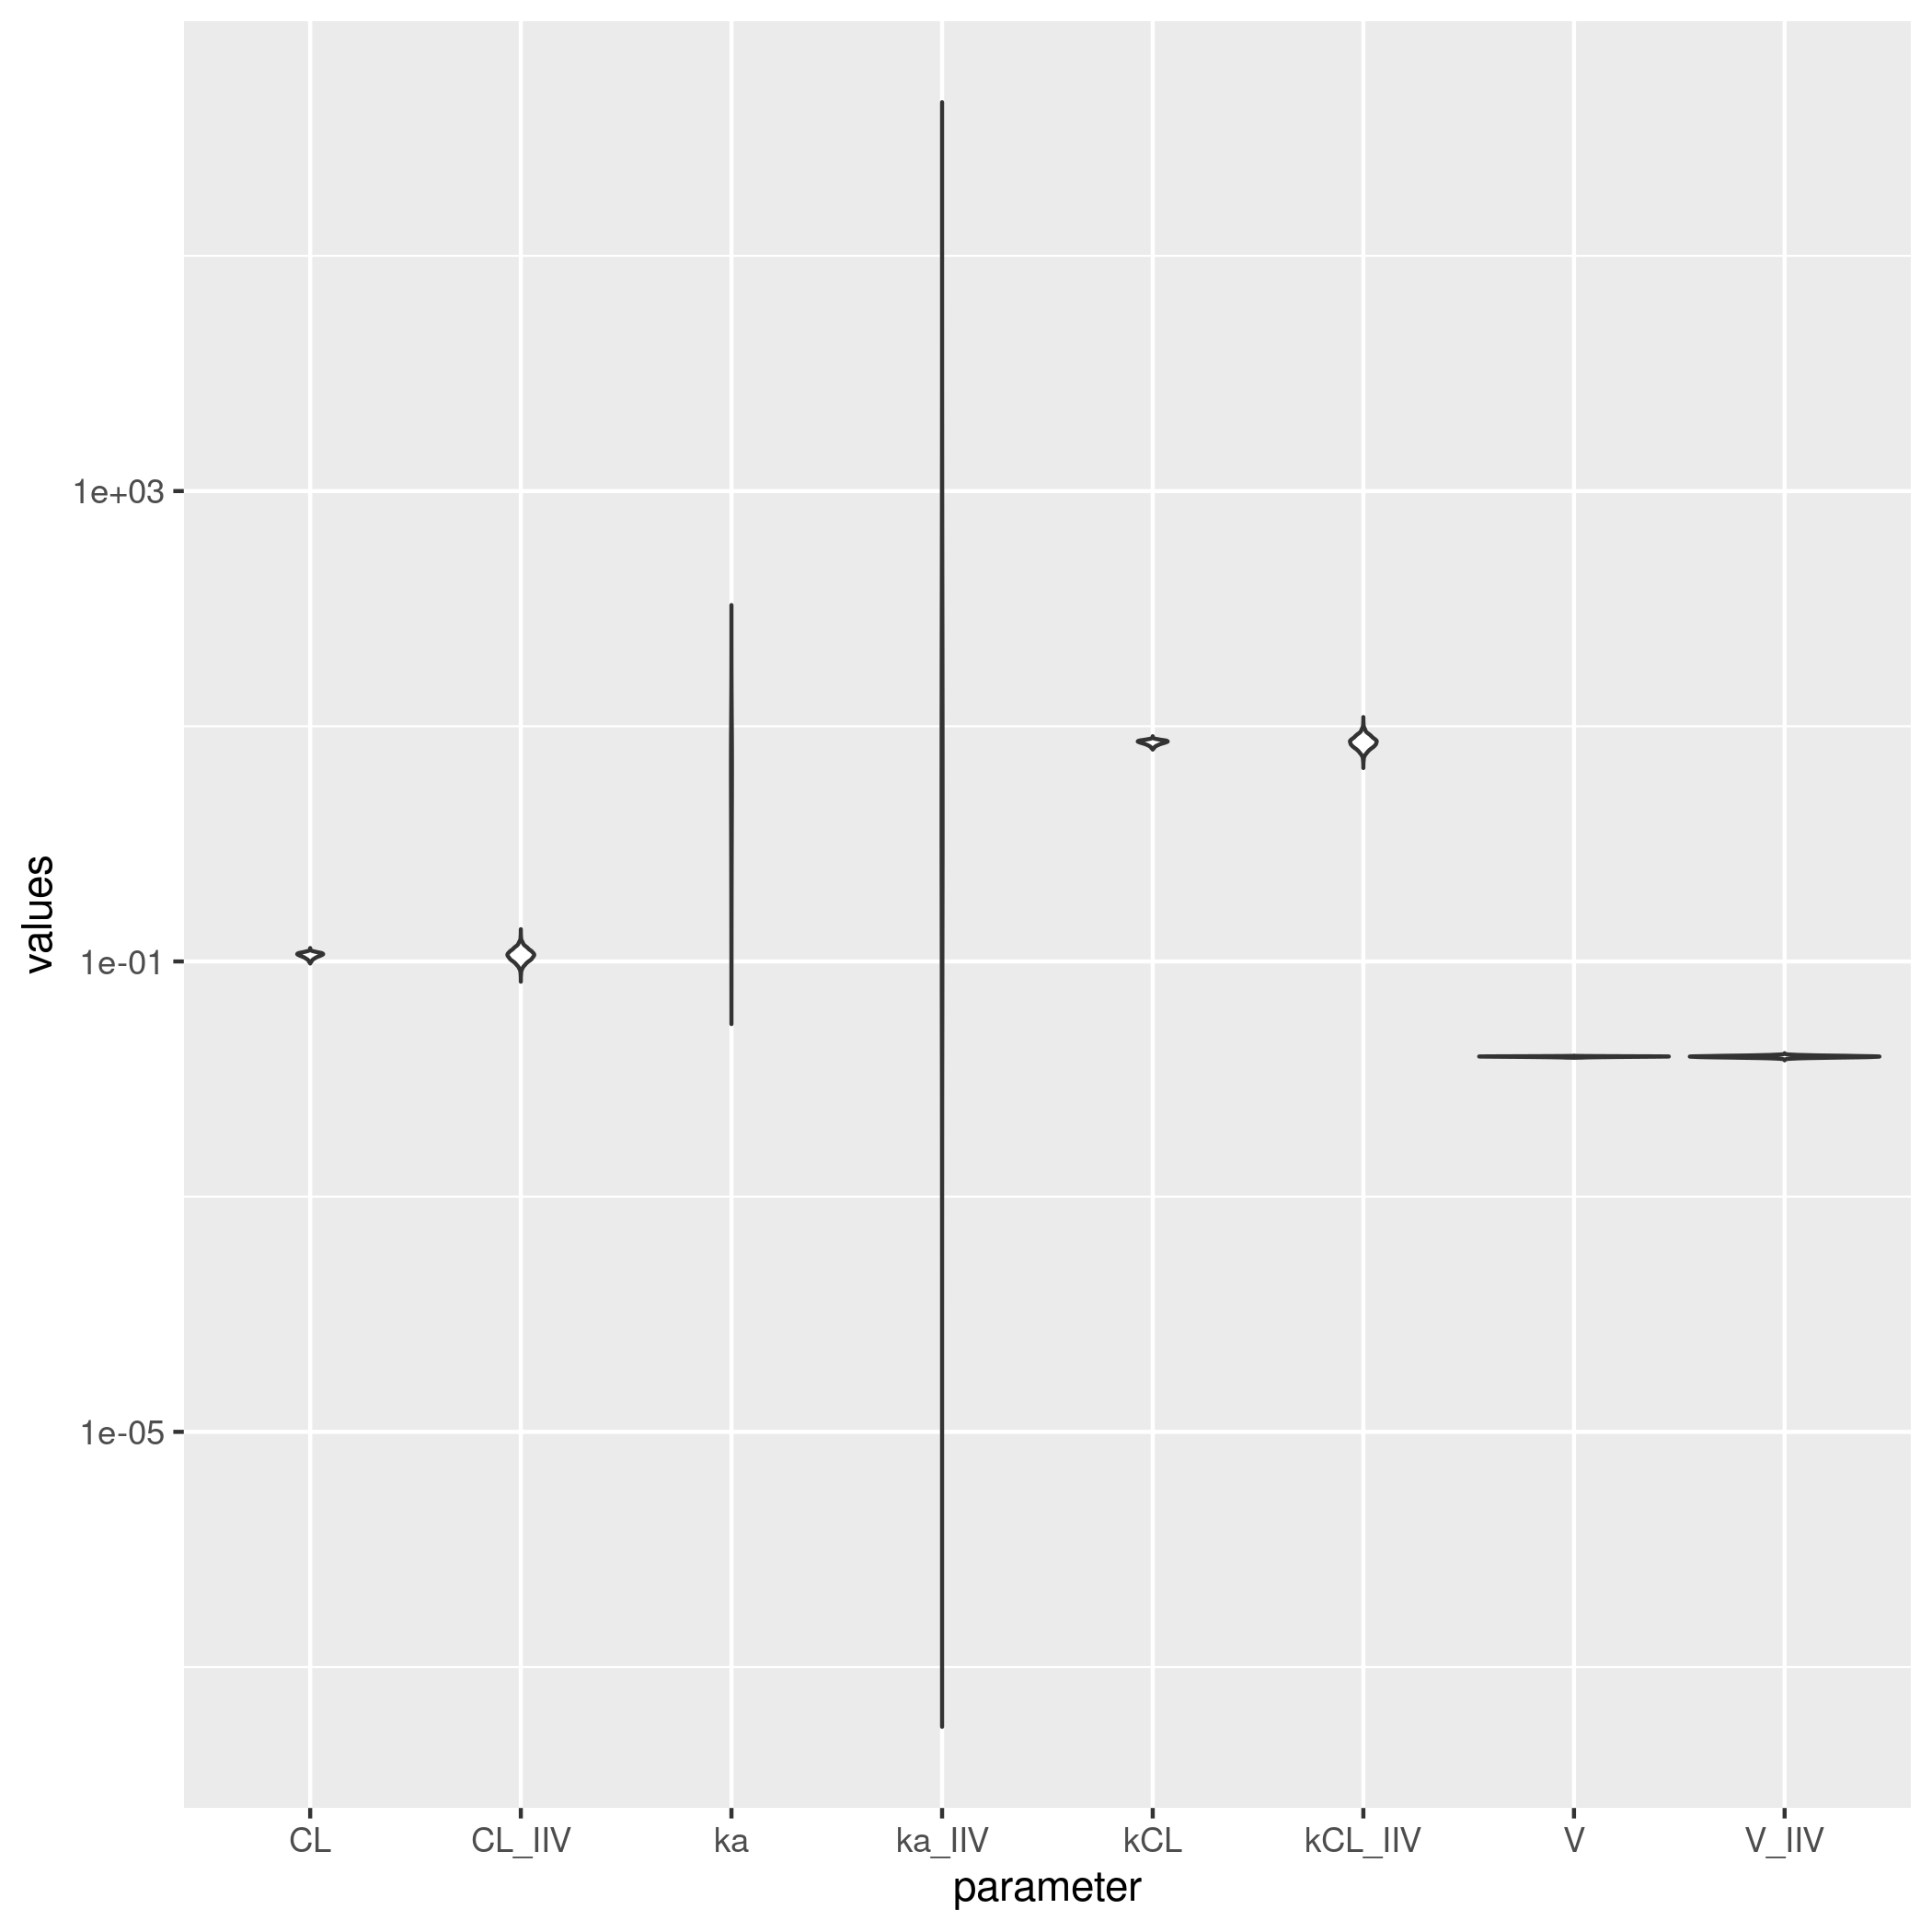 values
1e+03
1e-01
1e-05
CL CL_IIV ka ka_IIV kCL kCL_IIV V V_IIV
parameter